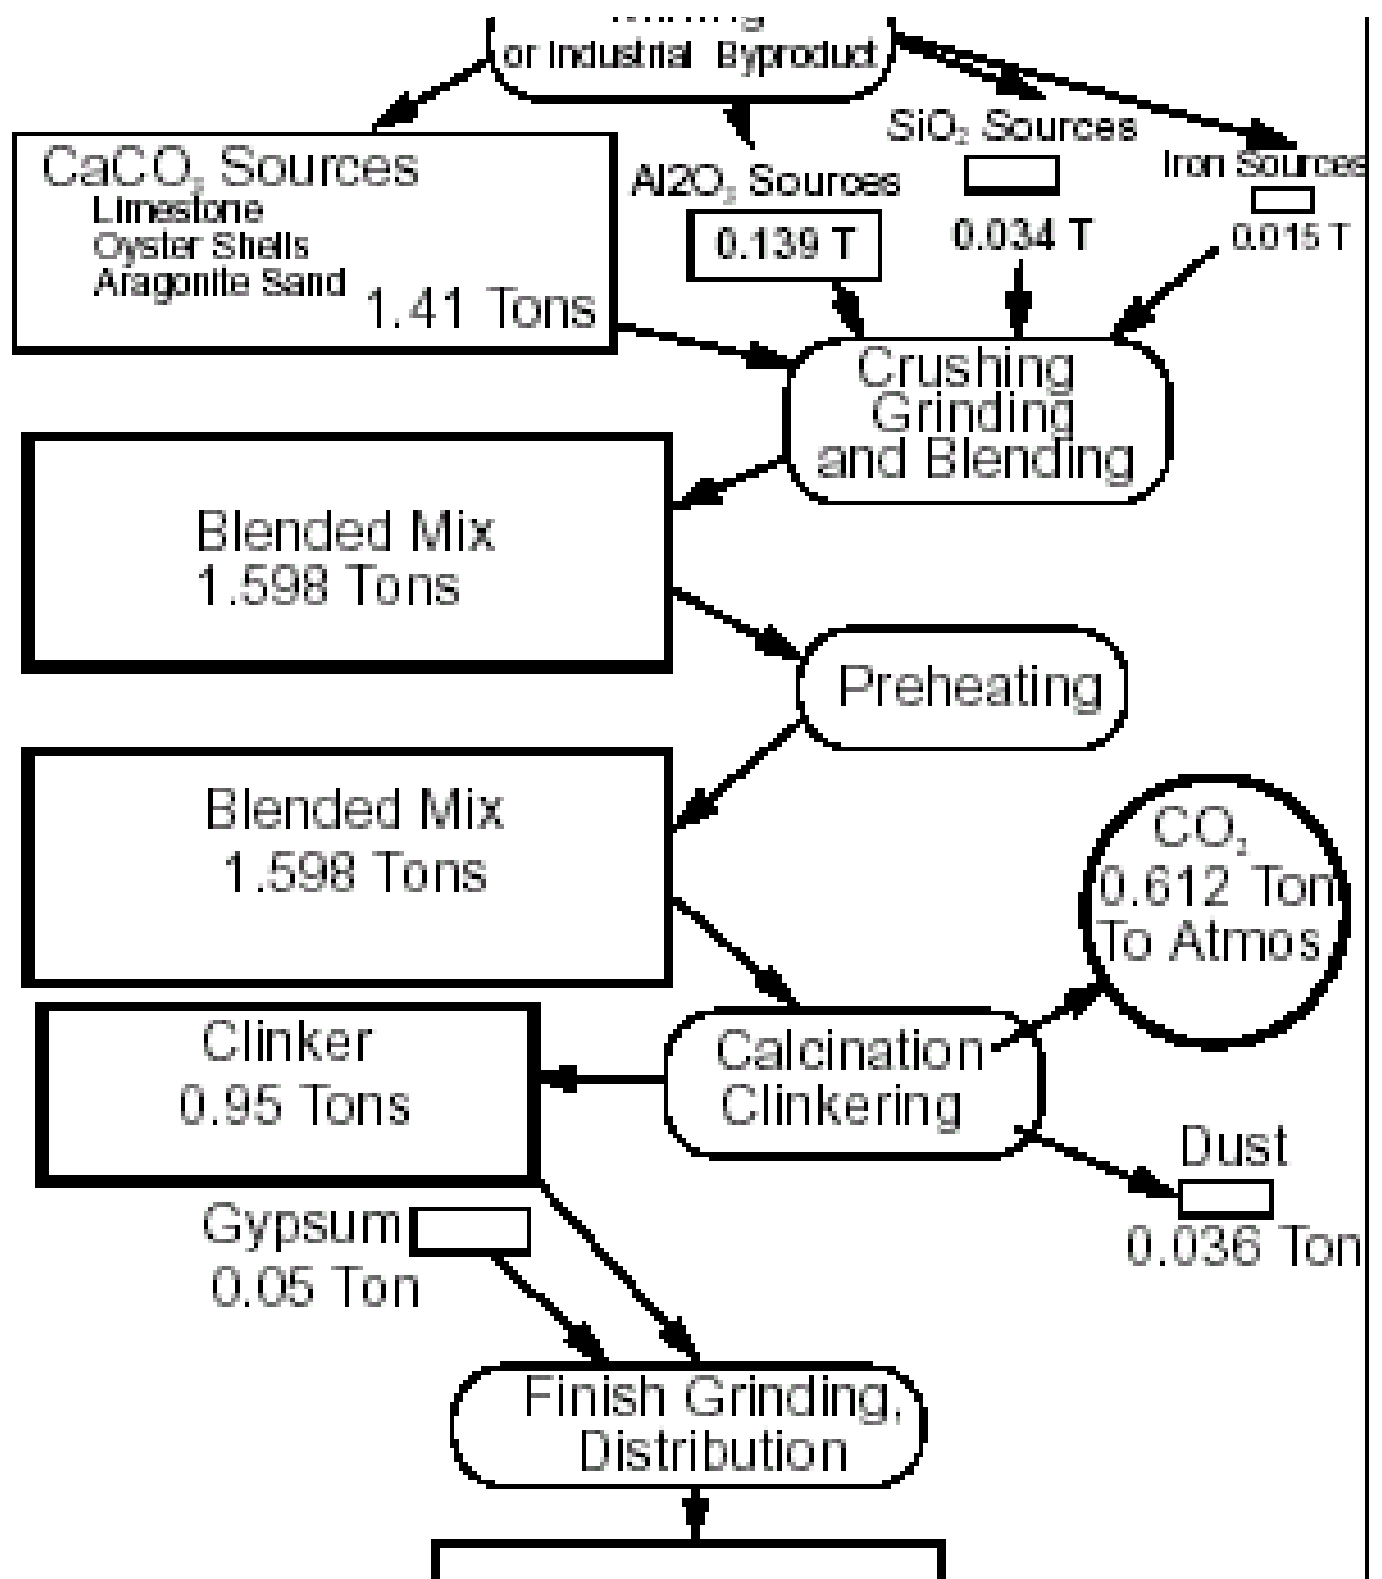 or Industrial Byproduct
CaCO₃ Sources
Limestone
Oyster Shells
Aragonite Sand
1.41 Tons
Al2O₃ Sources
0.139 T
SiO₂ Sources
0.034 T
Iron Sources
0.015 T
Crushing
Grinding
and Blending
Blended Mix
1.598 Tons
Preheating
Blended Mix
1.598 Tons
CO₂
0.612 Ton
To Atmos
Calcination
Clinkering
Clinker
0.95 Tons
Dust
0.036 Ton
Gypsum
0.05 Ton
Finish Grinding,
Distribution